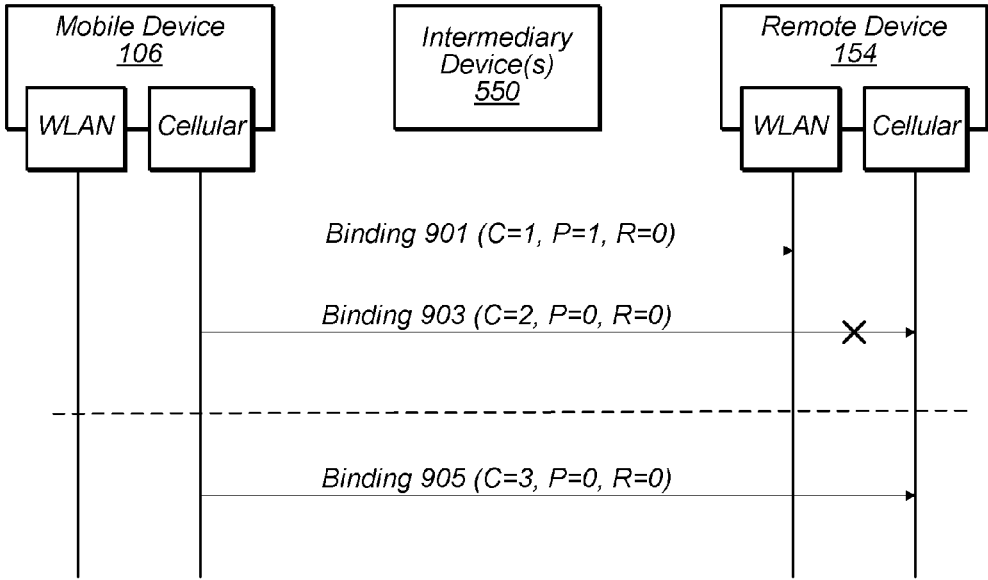 Mobile Device
106
Intermediary
Device(s)
550
Remote Device
154
WLAN
Cellular
WLAN
Cellular
Binding 901 (C=1, P=1, R=0)
Binding 903 (C=2, P=0, R=0)
Binding 905 (C=3, P=0, R=0)